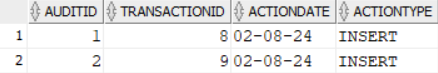 AUDITID TRANSACTIONID ACTIONDATE ACTIONTYPE
1 1 8 02-08-24 INSERT
2 2 9 02-08-24 INSERT